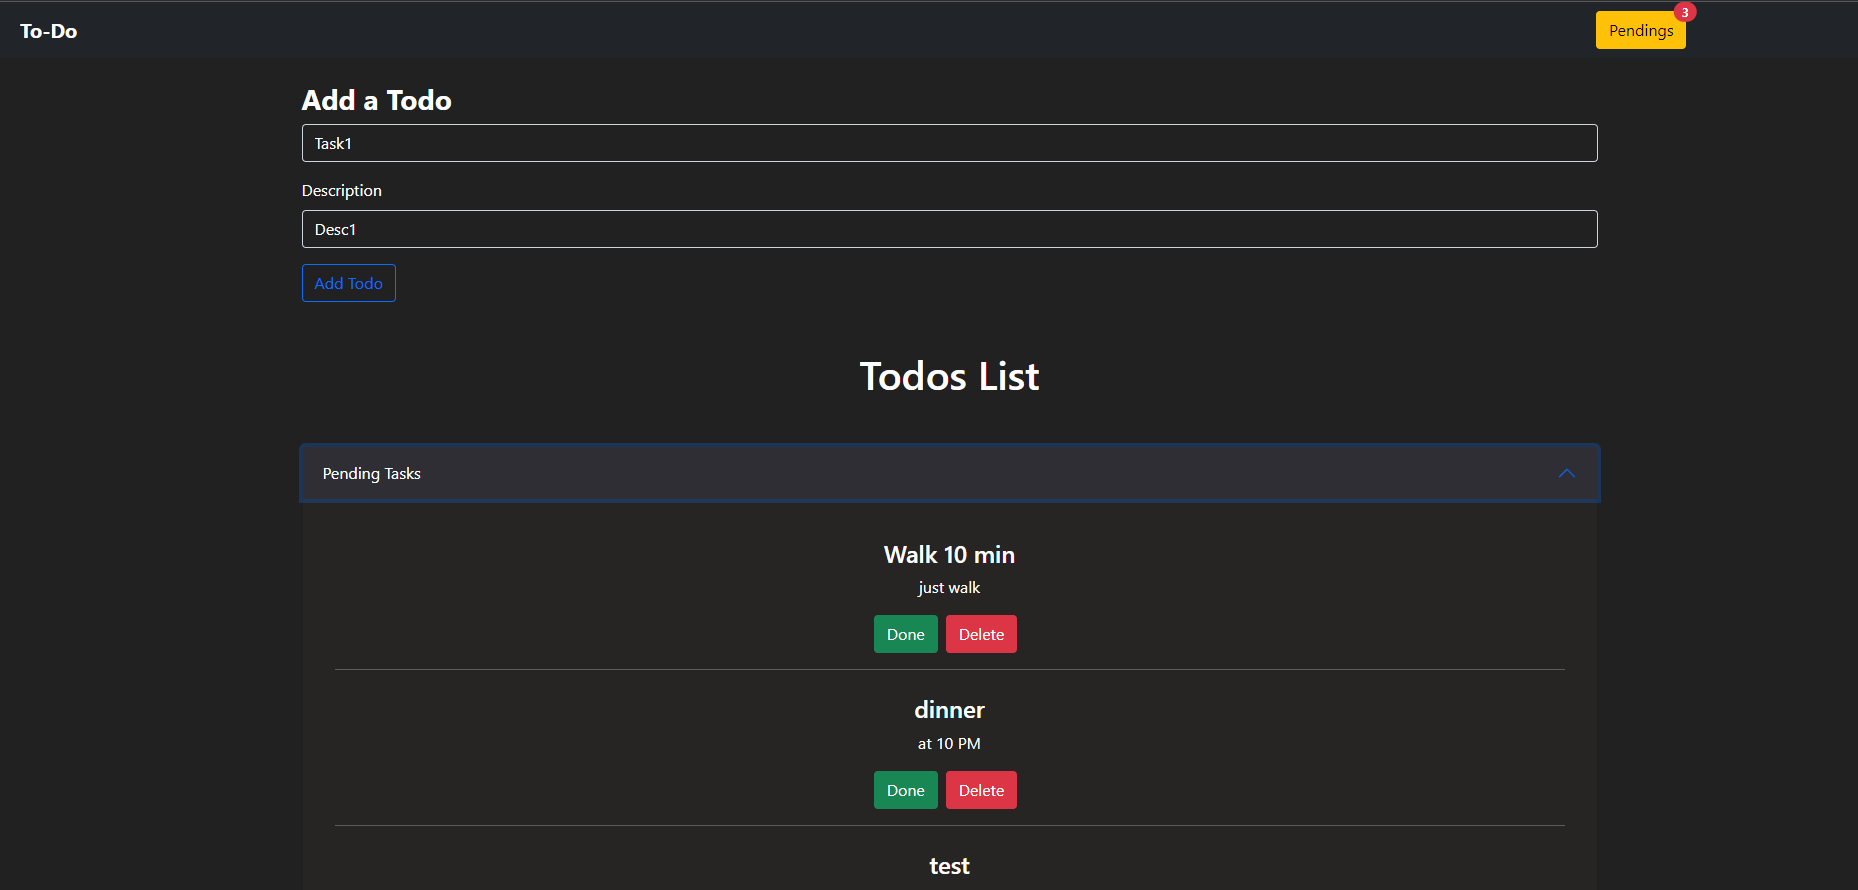 To-Do
Pendings
3
Add a Todo
Task1
Description
Desc1
Add Todo
Todos List
Pending Tasks
Walk 10 min
just walk
Done Delete
dinner
at 10 PM
Done Delete
test